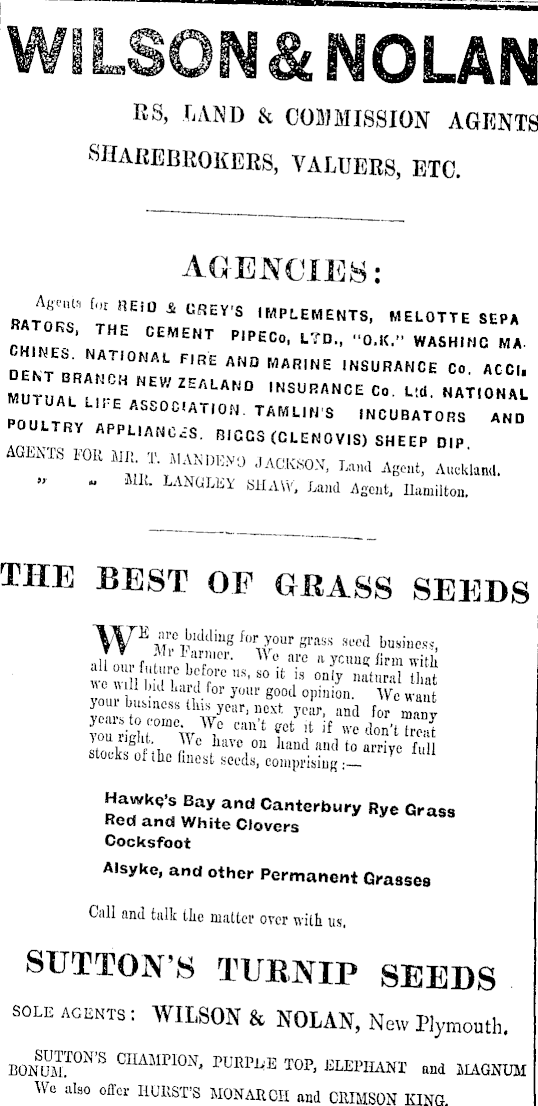 WILSON & NOLAN
RS, LAND & COMMISSION AGENTS
SHAREBROKERS, VALUERS, ETC.
AGENCIES:
Agents for REID & GREY'S IMPLEMENTS, MELOTTE SEPA
RATORS, THE CEMENT PIPE Co, LTD., "O.K." WASHING MA-
CHINES. NATIONAL FIRE AND MARINE INSURANCE Co. ACCI,
DENT BRANCH NEW ZEALAND INSURANCE Co. Ltd. NATIONAL
MUTUAL LIFE ASSOCIATION. TAMLIN'S INCUBATORS AND
POULTRY APPLIANCES. BIGGS (CLENOVIS) SHEEP DIP.
AGENTS FOR MR. T. MANDENO JACKSON, Land Agent, Auckland.
" " MR. LANGLEY SHAW, Land Agent, Hamilton.
THE BEST OF GRASS SEEDS
WE are bidding for your grass seed business,
Mr Farmer. We are a young firm with
all our future before us, so it is only natural that
we will bid hard for your good opinion. We want
your business this year, next year, and for many
years to come. We can't get it if we don't treat
you right. We have on hand and to arrive full
stocks of the finest seeds, comprising:—
Hawke's Bay and Canterbury Rye Grass
Red and White Clovers
Cocksfoot
Alsyke, and other Permanent Grasses
Call and talk the matter over with us.
SUTTON'S TURNIP SEEDS
SOLE AGENTS: WILSON & NOLAN, New Plymouth.
SUTTON'S CHAMPION, PURPLE TOP, ELEPHANT and MAGNUM
BONUM.
We also offer HURST'S MONARCH and CRIMSON KING.